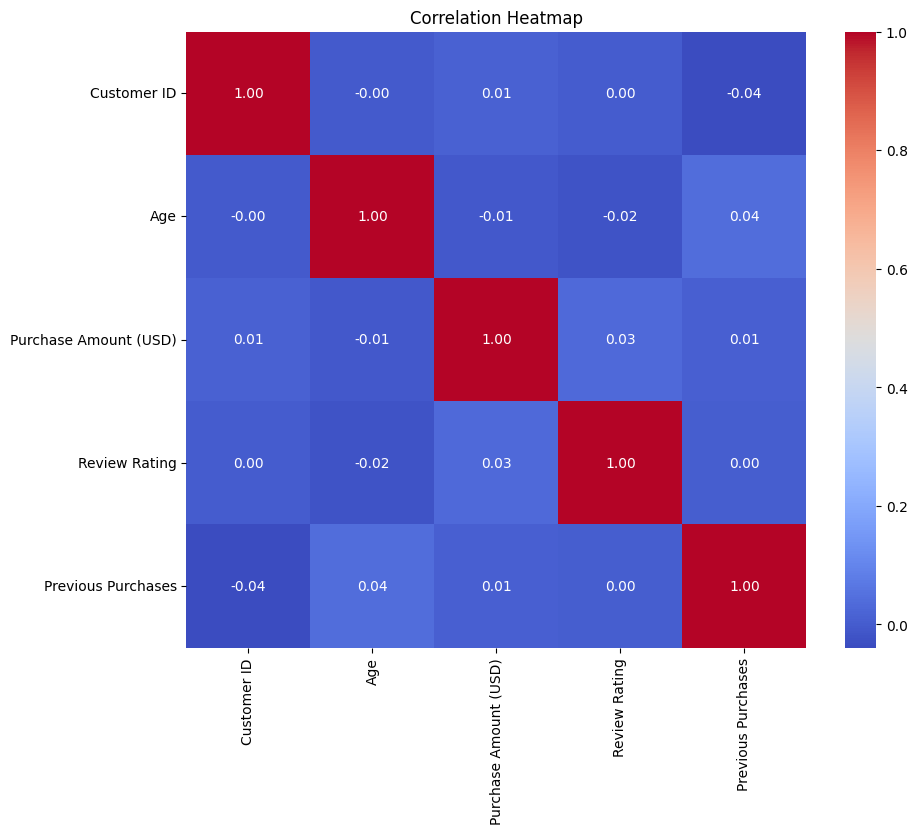 Correlation Heatmap
Customer ID
1.00 -0.00 0.01 0.00 -0.04
Age
-0.00 1.00 -0.01 -0.02 0.04
Purchase Amount (USD)
0.01 -0.01 1.00 0.03 0.01
Review Rating
0.00 -0.02 0.03 1.00 0.00
Previous Purchases
-0.04 0.04 0.01 0.00 1.00
Customer ID
Age
Purchase Amount (USD)
Review Rating
Previous Purchases
1.0
0.8
0.6
0.4
0.2
0.0